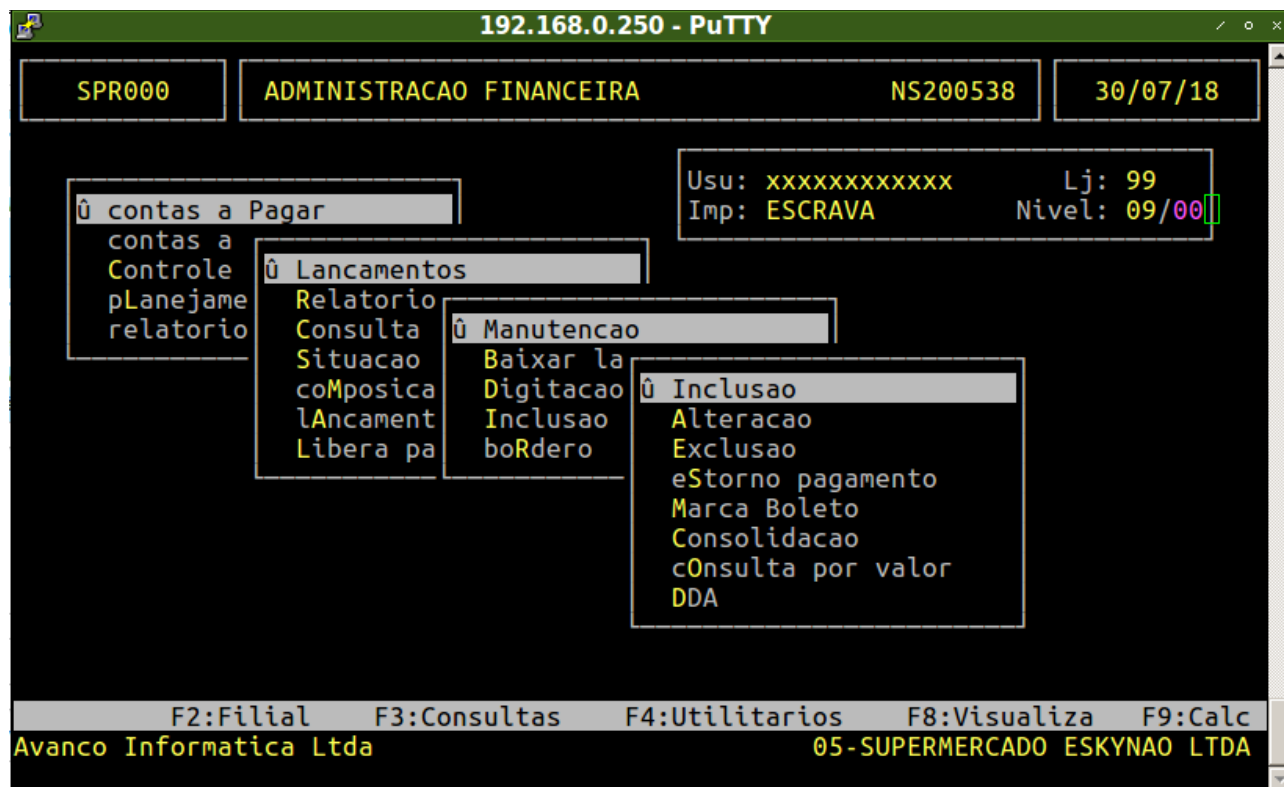 192.168.0.250 - PuTTY
SPR000 ADMINISTRACAO FINANCEIRA NS200538 30/07/18
Usu: xxxxxxxxxxxx Lj: 99
Imp: ESCRAVA Nivel: 09/00
û contas a Pagar
contas a
Controle
pLanejame
relatorio
û Lancamentos
Relatorio
Consulta
Situacao
coMposica
lAncament
Libera pa
û Manutencao
Baixar la
Digitacao
Inclusao
boRdero
û Inclusao
Alteracao
Exclusao
eStorno pagamento
Marca Boleto
Consolidacao
cOnsulta por valor
DDA
F2:Filial F3:Consultas F4:Utilitarios F8:Visualiza F9:Calc
Avanco Informatica Ltda 05-SUPERMERCADO ESKYNAO LTDA